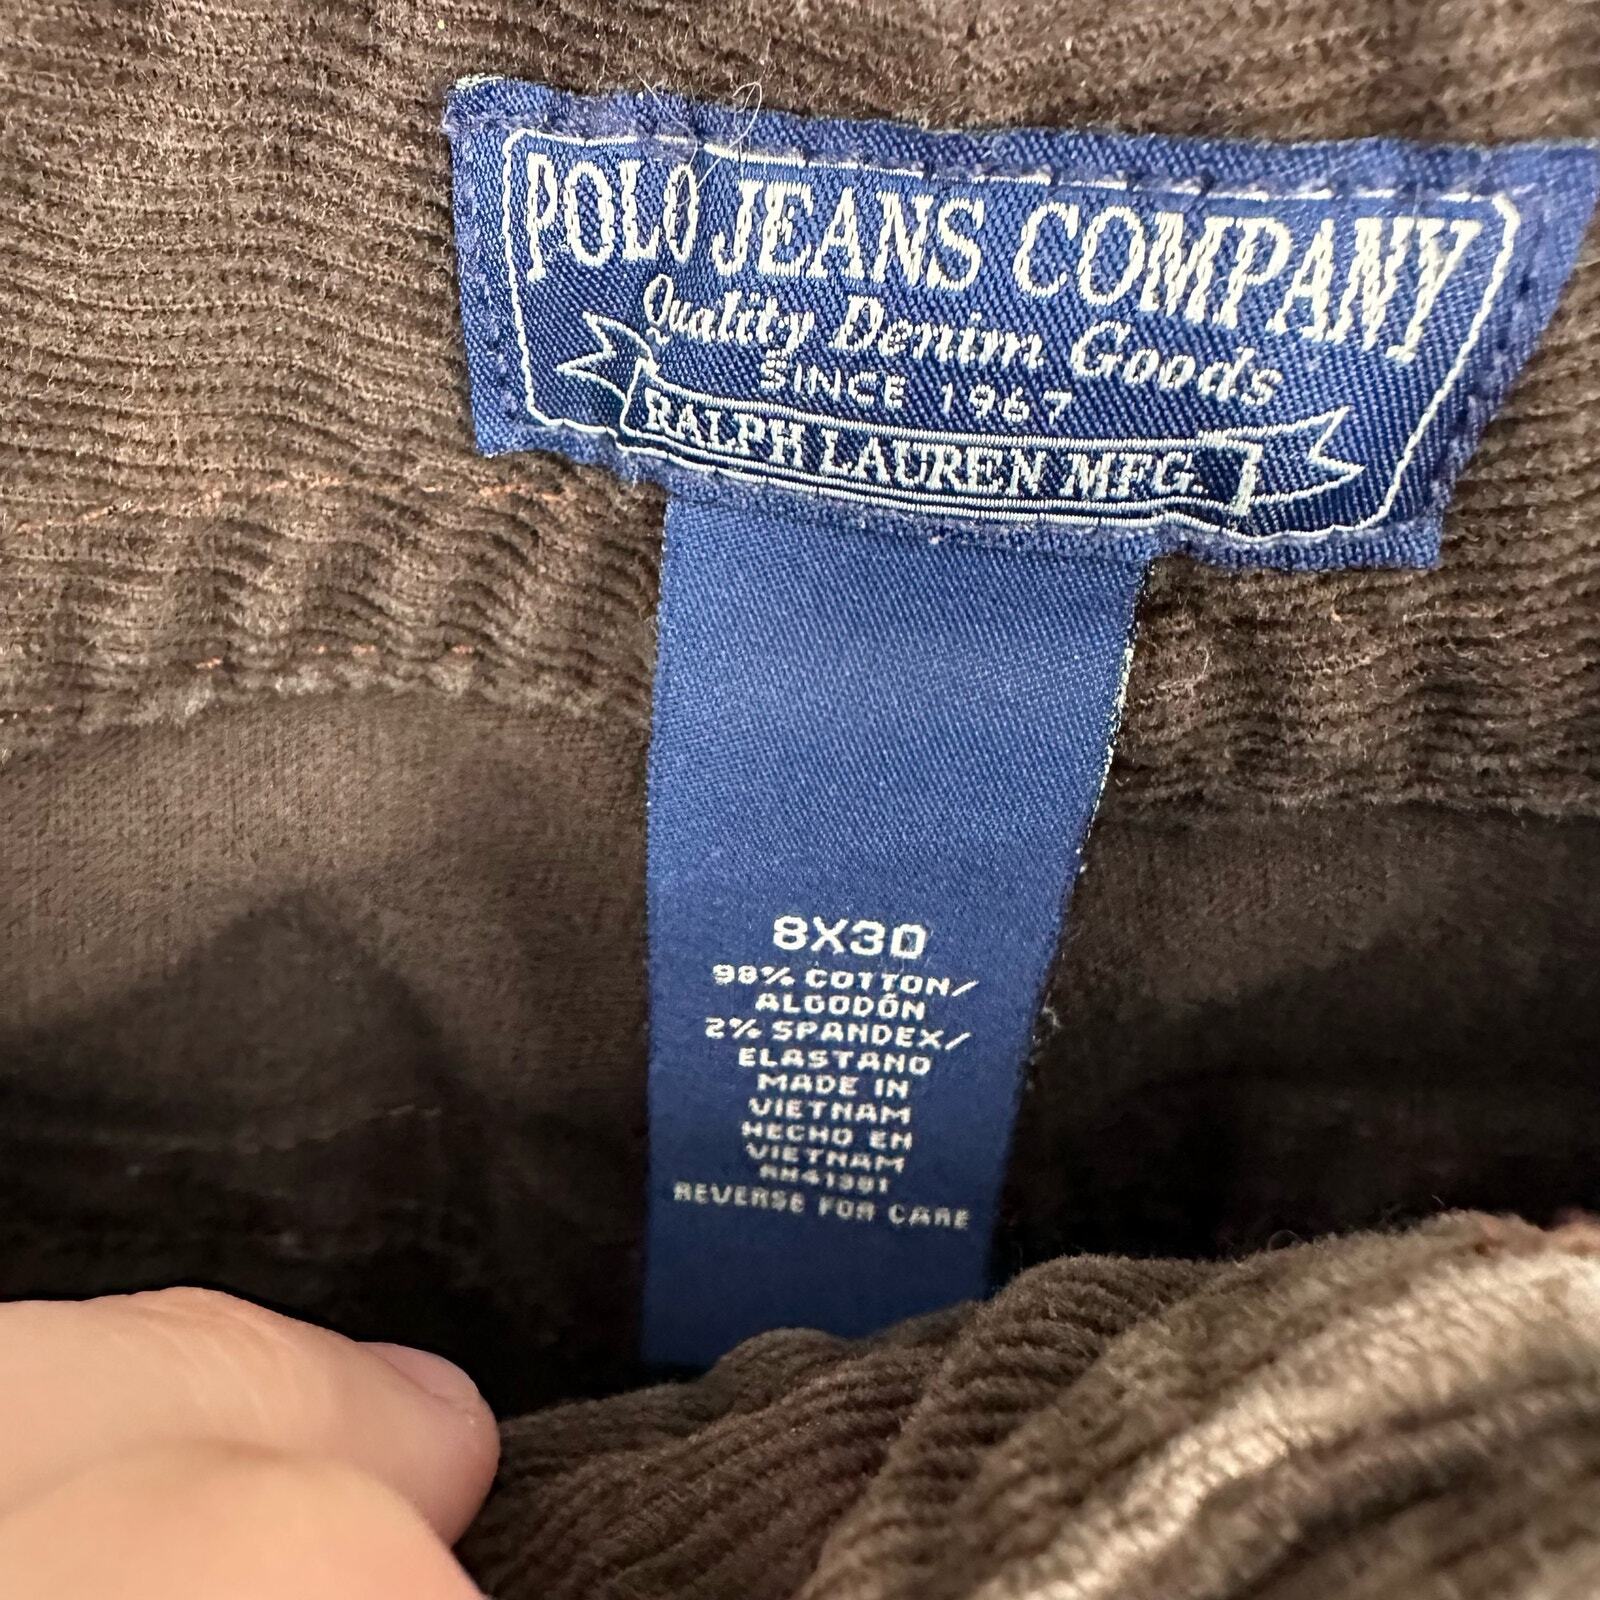 POLO JEANS COMPANY
Quality Denim Goods
SINCE 1967
RALPH LAUREN MFG.
8X30
98% COTTON/
ALGODÓN
2% SPANDEX/
ELASTANO
MADE IN
VIETNAM
HECHO EN
VIETNAM
RN41381
REVERSE FOR CARE